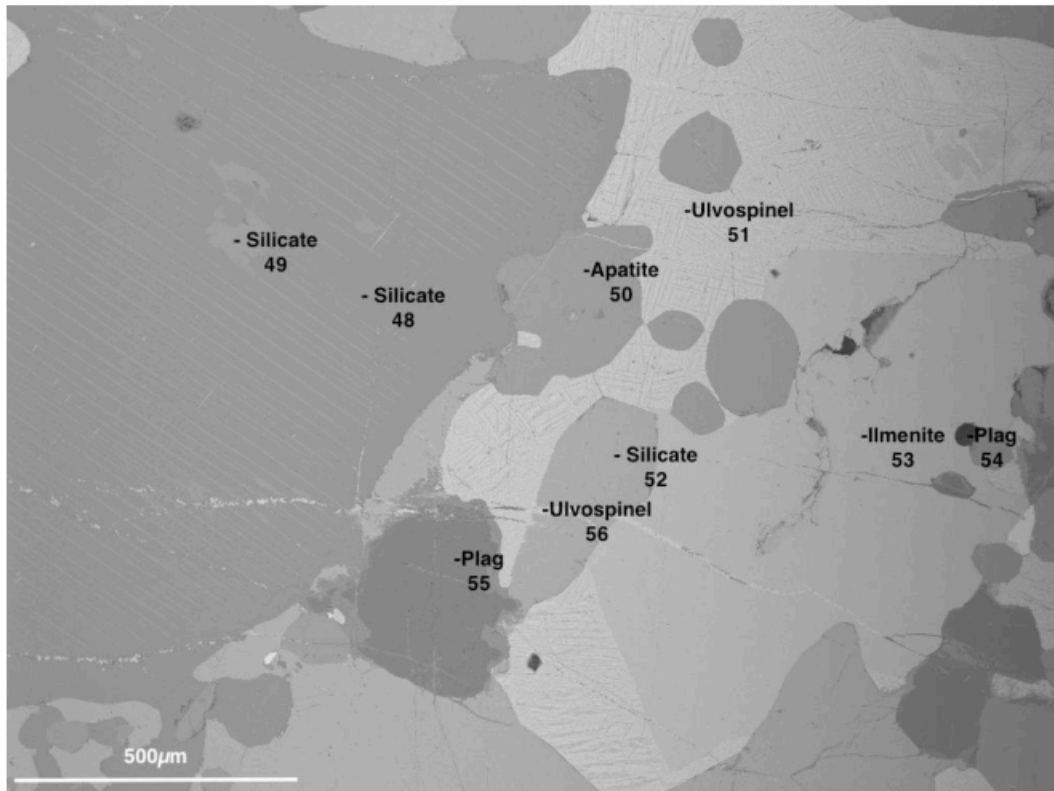 -Ulvospinel
51
- Silicate
49
-Apatite
50
- Silicate
48
-Ilmenite
53
-Plag
54
- Silicate
52
-Ulvospinel
56
-Plag
55
500µm